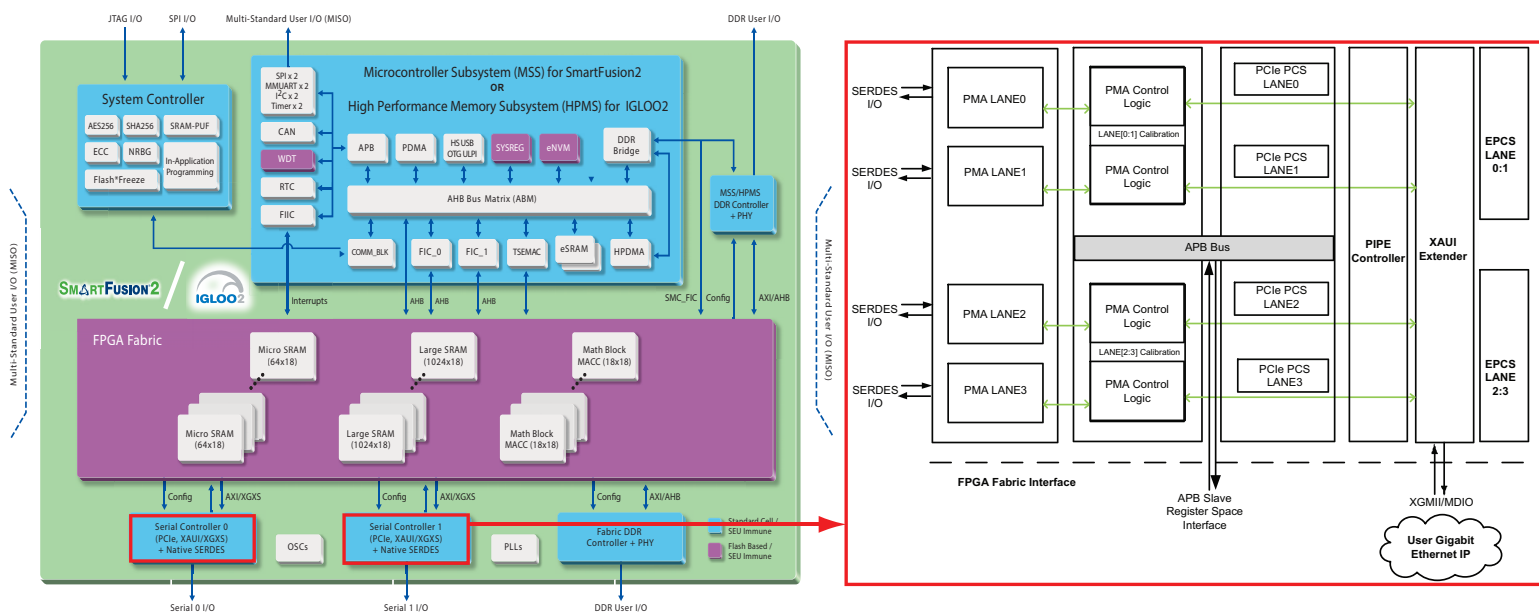 JTAG I/O
SPI I/O
Multi-Standard User I/O (MISO)
DDR User I/O
System Controller
AES256
SHA256
SRAM-PUF
ECC
NRBG
In-Application
Programming
Flash*Freeze
Microcontroller Subsystem (MSS) for SmartFusion2
OR
High Performance Memory Subsystem (HPMS) for IGLOO2
SPI x 2
MMUART x 2
I²C x 2
Timer x 2
CAN
WDT
RTC
FIIC
APB
PDMA
HS USB
OTG ULPI
SYSREG
eNVM
DDR
Bridge
AHB Bus Matrix (ABM)
COMM_BLK
FIC_0
FIC_1
TSEMAC
eSRAM
HPDMA
MSS/HPMS
DDR Controller
+ PHY
Multi-Standard User I/O (MISO)
Multi-Standard User I/O (MISO)
SMARTFUSION2
IGLOO2
Interrupts
AHB
AHB
AHB
SMC_FIC
Config
AXI/AHB
FPGA Fabric
Micro SRAM
(64x18)
Large SRAM
(1024x18)
Math Block
MACC (18x18)
Micro SRAM
(64x18)
Large SRAM
(1024x18)
Math Block
MACC (18x18)
Config
AXI/XGXS
Config
AXI/XGXS
Config
AXI/AHB
Serial Controller 0
(PCIe, XAUI/XGXS)
+ Native SERDES
OSCs
Serial Controller 1
(PCIe, XAUI/XGXS)
+ Native SERDES
PLLs
Fabric DDR
Controller + PHY
Standard Cell /
SEU Immune
Flash Based /
SEU Immune
Serial 0 I/O
Serial 1 I/O
DDR User I/O
SERDES
I/O
PMA LANE0
PMA Control
Logic
PCIe PCS
LANE0
LANE[0:1] Calibration
SERDES
I/O
PMA LANE1
PMA Control
Logic
PCIe PCS
LANE1
EPCS
LANE
0:1
APB Bus
PIPE
Controller
XAUI
Extender
SERDES
I/O
PMA LANE2
PMA Control
Logic
PCIe PCS
LANE2
LANE[2:3] Calibration
SERDES
I/O
PMA LANE3
PMA Control
Logic
PCIe PCS
LANE3
EPCS
LANE
2:3
FPGA Fabric Interface
APB Slave
Register Space
Interface
XGMII/MDIO
User Gigabit
Ethernet IP